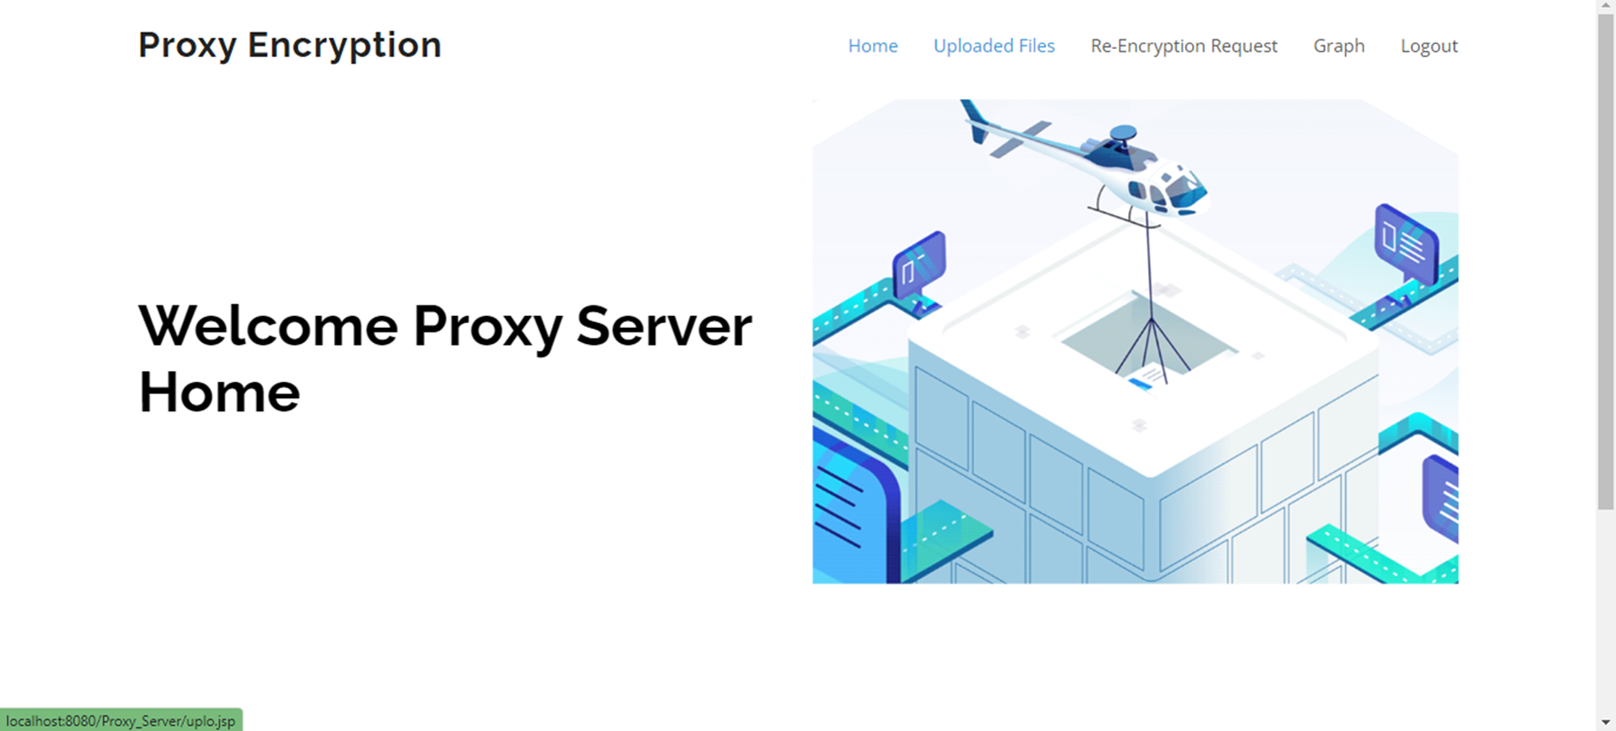 Proxy Encryption
Home Uploaded Files Re-Encryption Request Graph Logout
Welcome Proxy Server
Home
localhost:8080/Proxy_Server/uplo.jsp